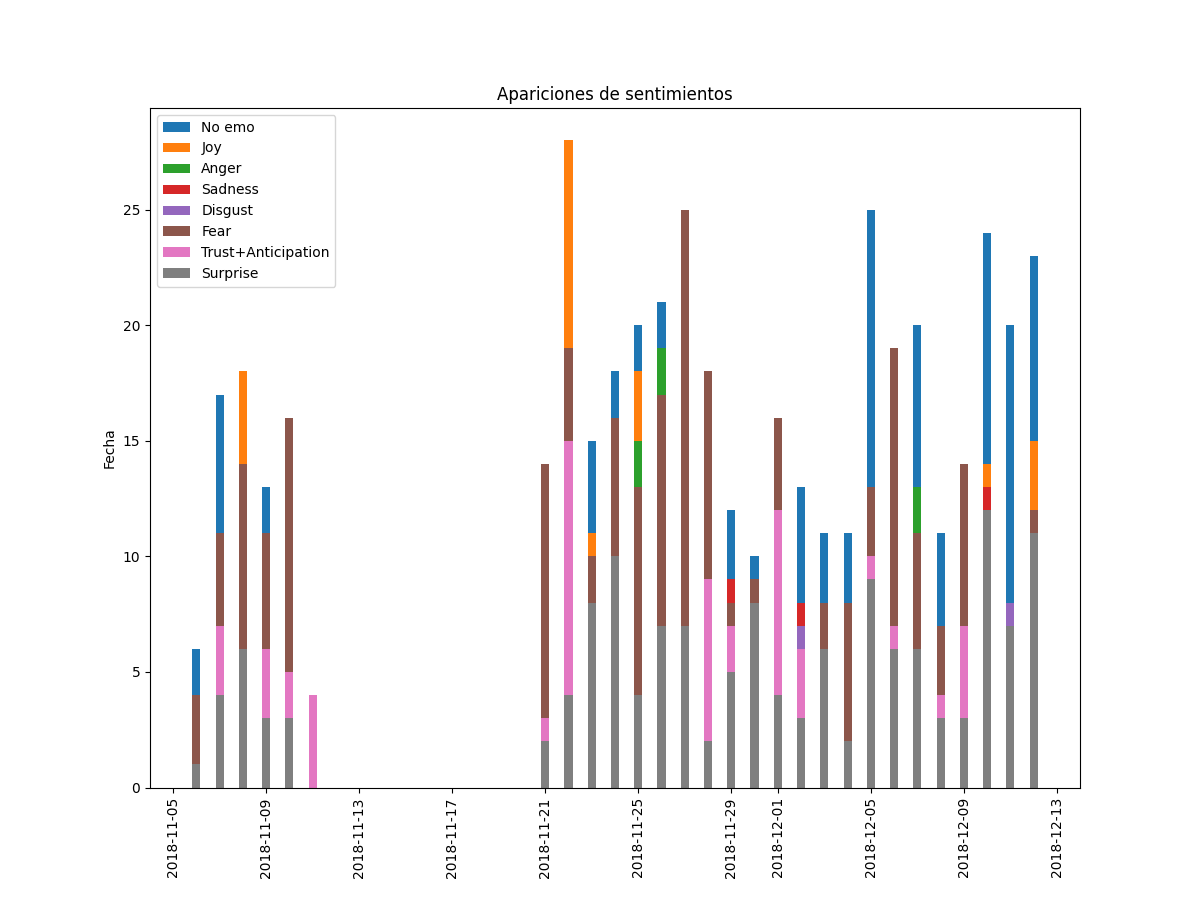 Apariciones de sentimientos
No emo
Joy
Anger
Sadness
Disgust
Fear
Trust+Anticipation
Surprise
Fecha
25
20
15
10
5
0
2018-11-05
2018-11-09
2018-11-13
2018-11-17
2018-11-21
2018-11-25
2018-11-29
2018-12-01
2018-12-05
2018-12-09
2018-12-13